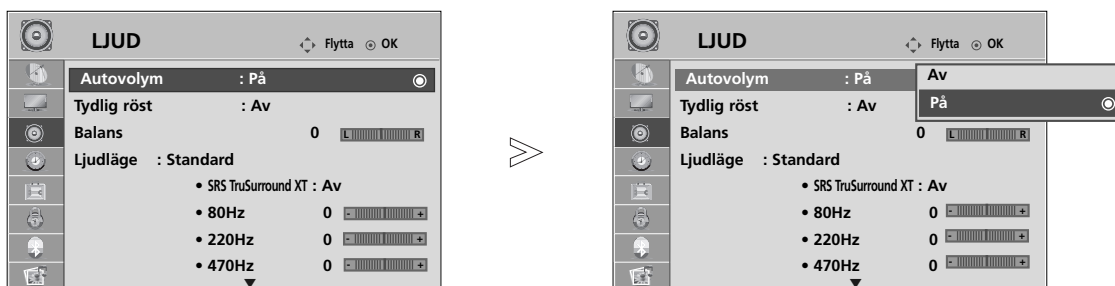 LJUD Flytta OK
Autovolym : På
Tydlig röst : Av
Balans 0 L R
Ljudläge : Standard
• SRS TruSurround XT : Av
• 80Hz 0 - +
• 220Hz 0 - +
• 470Hz 0 - +
LJUD Flytta OK
Autovolym : På
Av
På
Tydlig röst : Av
Balans 0 L R
Ljudläge : Standard
• SRS TruSurround XT : Av
• 80Hz 0 - +
• 220Hz 0 - +
• 470Hz 0 - +